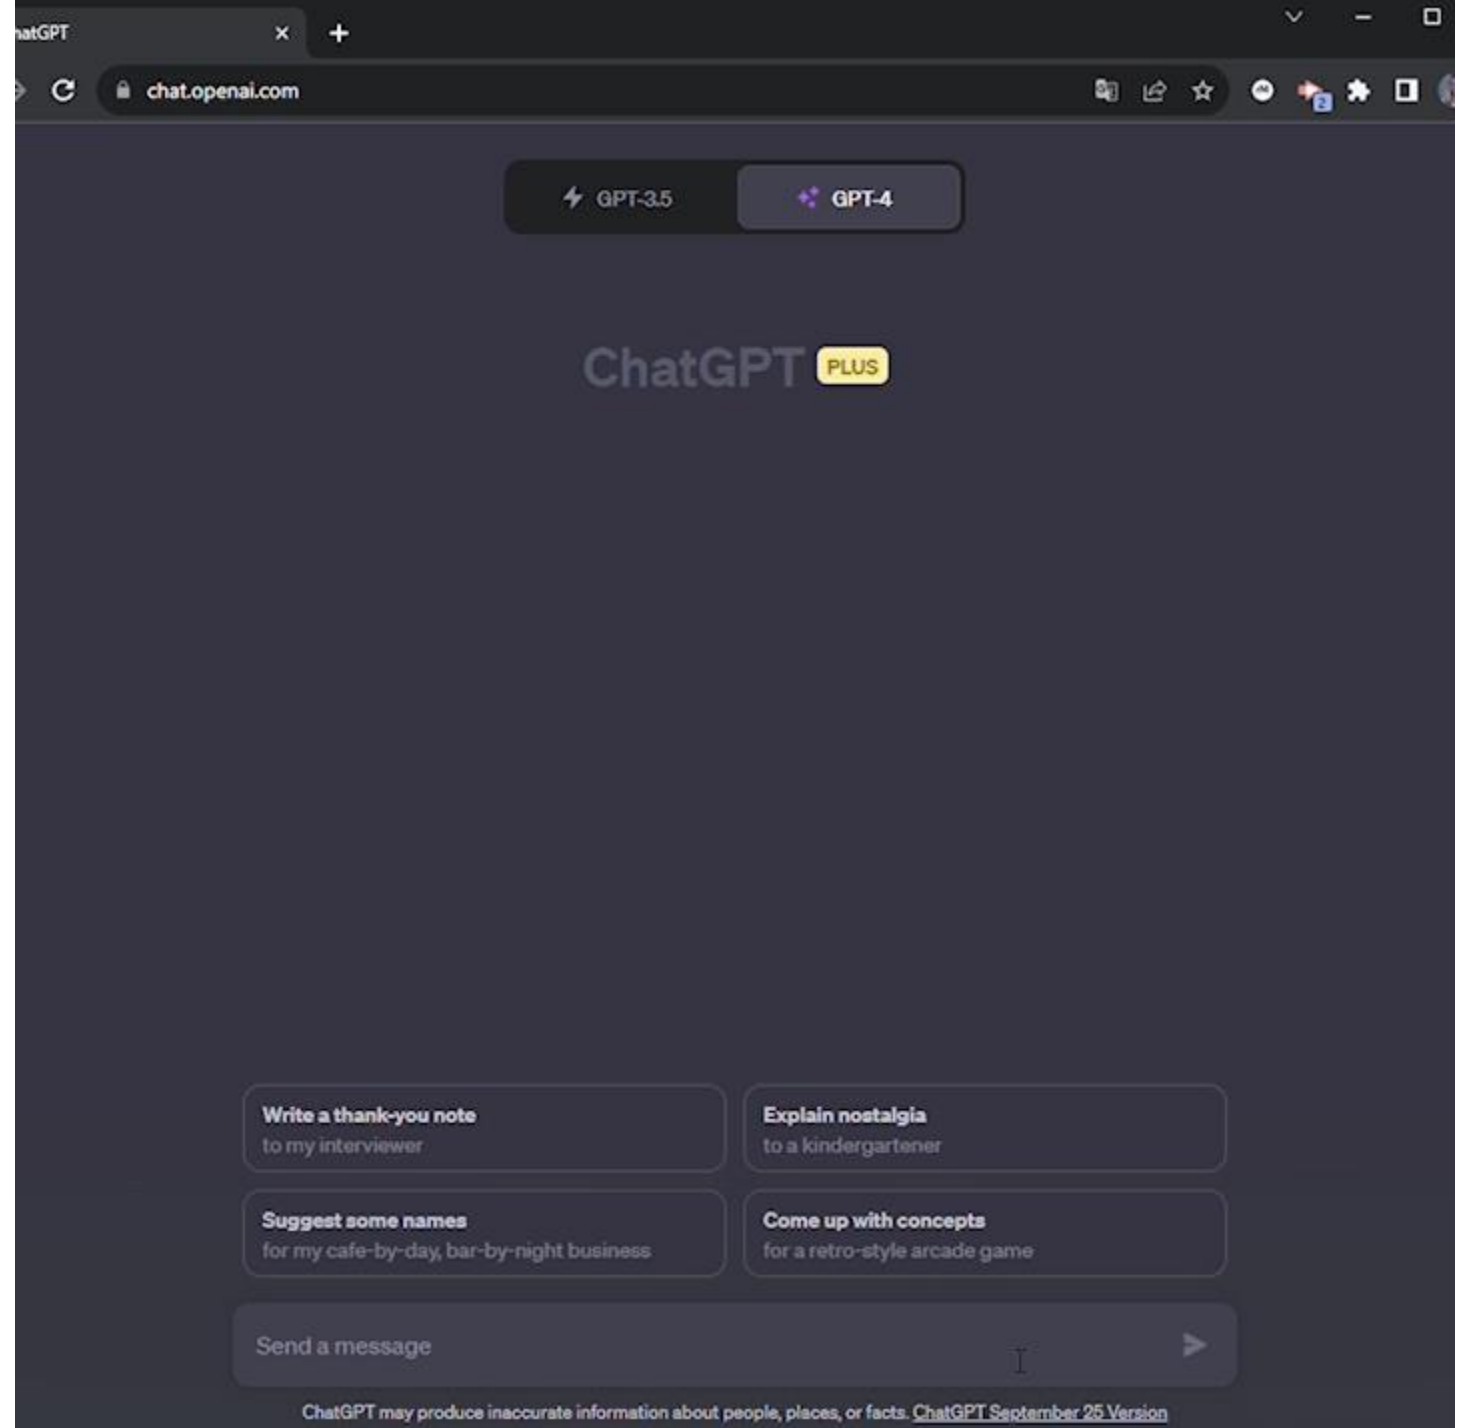 hatGPT
chat.openai.com
2
GPT-3.5
GPT-4
ChatGPT PLUS
Write a thank-you note
to my interviewer
Explain nostalgia
to a kindergartener
Suggest some names
for my cafe-by-day, bar-by-night business
Come up with concepts
for a retro-style arcade game
Send a message
ChatGPT may produce inaccurate information about people, places, or facts. ChatGPT September 25 Version